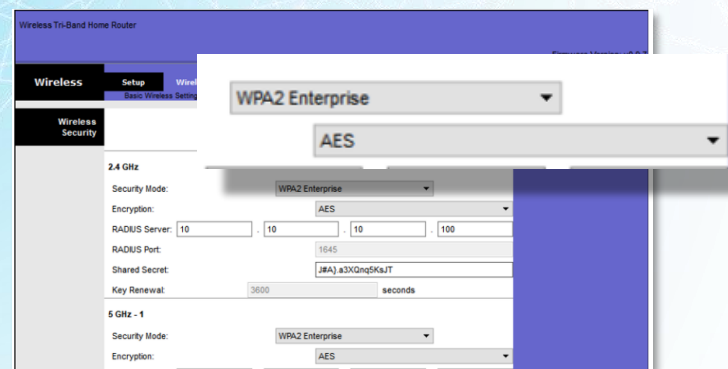 Wireless Tri-Band Home Router
Wireless
Setup
Basic Wireless
WPA2 Enterprise
AES
Wireless Security
2.4 GHz
Security Mode: WPA2 Enterprise
Encryption: AES
RADIUS Server: 10 . 10 . 10 . 100
RADIUS Port: 1645
Shared Secret: J#A}.a3XQnq5KsJT
Key Renewal: 3600 seconds
5 GHz - 1
Security Mode: WPA2 Enterprise
Encryption: AES